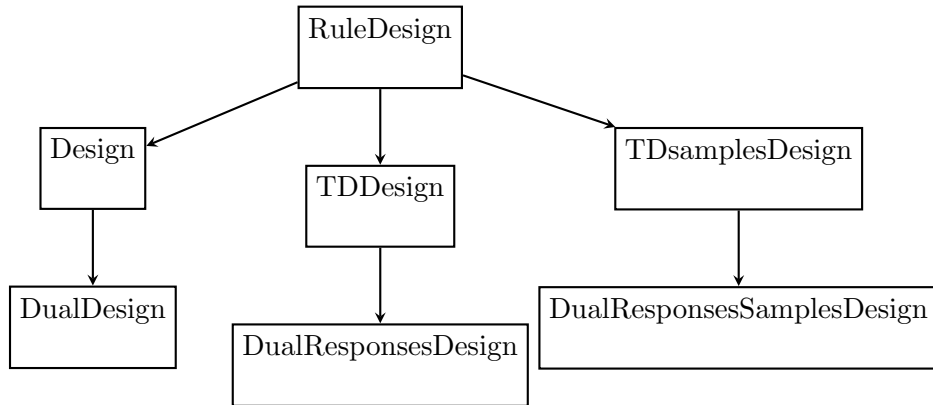 RuleDesign
Design
TDDesign
TDsamplesDesign
DualDesign
DualResponsesDesign
DualResponsesSamplesDesign